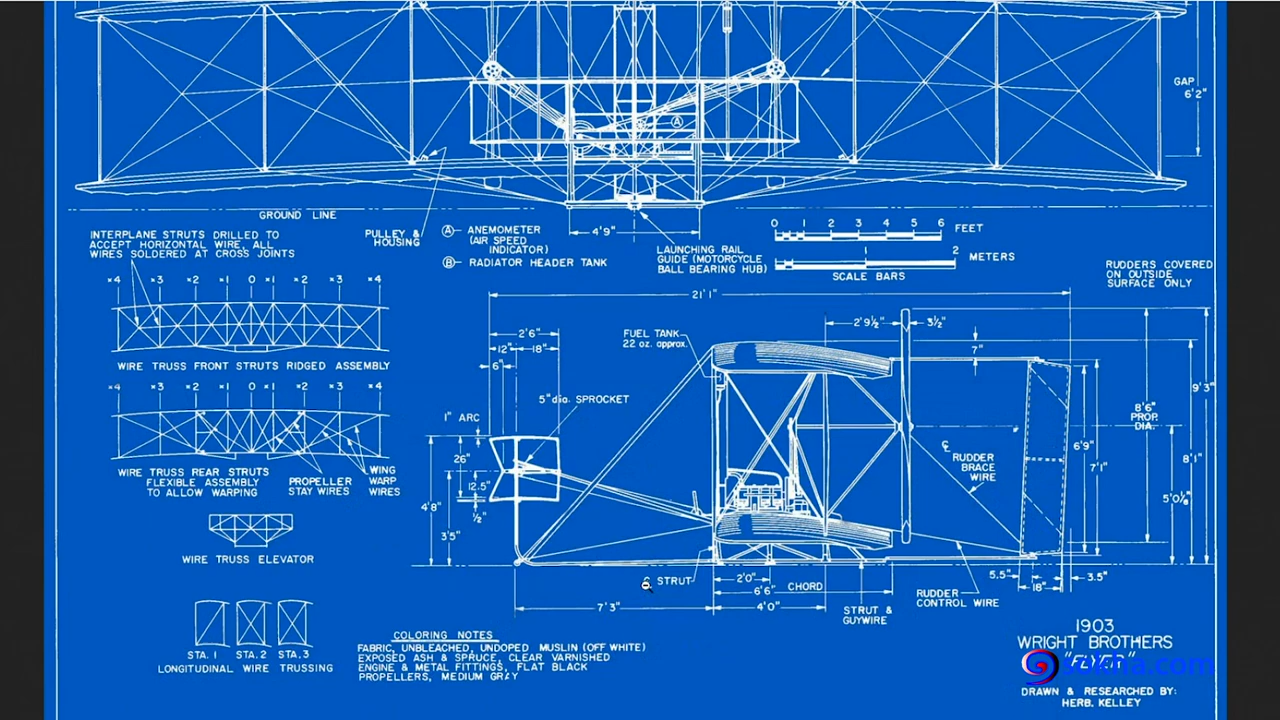 GAP
6'2"
GROUND LINE
INTERPLANE STRUTS DRILLED TO
ACCEPT HORIZONTAL WIRE, ALL
WIRES SOLDERED AT CROSS JOINTS
PULLEY &
HOUSING
A
A ANEMOMETER
(AIR SPEED
INDICATOR)
B RADIATOR HEADER TANK
4'9"
LAUNCHING RAIL
GUIDE (MOTORCYCLE
BALL BEARING HUB)
0 1 2 3 4 5 6 FEET
1 2 METERS
SCALE BARS
RUDDERS COVERED
ON OUTSIDE
SURFACE ONLY
×4 ×3 ×2 ×1 0 ×1 ×2 ×3 ×4
WIRE TRUSS FRONT STRUTS RIDGED ASSEMBLY
×4 ×3 ×2 ×1 0 ×1 ×2 ×3 ×4
WIRE TRUSS REAR STRUTS
FLEXIBLE ASSEMBLY
TO ALLOW WARPING
PROPELLER
STAY WIRES
WING
WARP
WIRES
WIRE TRUSS ELEVATOR
STA. 1 STA. 2 STA. 3
LONGITUDINAL WIRE TRUSSING
21'1"
2'6"
12" 18"
6"
FUEL TANK
22 oz. approx.
2'9½" 3½"
7"
5" dia. SPROCKET
1" ARC
26"
12.5"
½"
4'8"
3'5"
9'3"
8'6"
PROP.
DIA.
8'1"
6'9"
7'1"
RUDDER
BRACE
WIRE
STRUT
2'0"
CHORD
6'6"
7'3"
4'0"
STRUT &
GUYWIRE
RUDDER
CONTROL WIRE
5.5"
18"
3.5"
COLORING NOTES
FABRIC, UNBLEACHED, UNDOPED MUSLIN (OFF WHITE)
EXPOSED ASH & SPRUCE, CLEAR VARNISHED
ENGINE & METAL FITTINGS, FLAT BLACK
PROPELLERS, MEDIUM GRAY
1903
WRIGHT BROTHERS
"FLYER"
DRAWN & RESEARCHED BY:
HERB. KELLEY